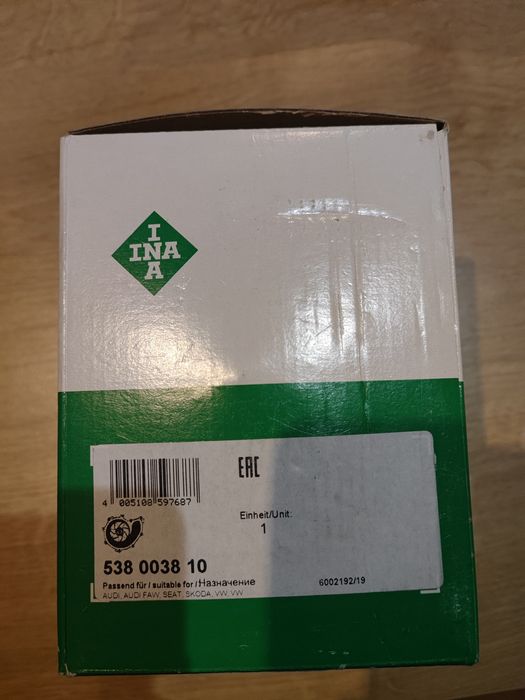 I
INA
A
EAC
4 005108 597687
Einheit/Unit:
1
538 0038 10
Passend für / suitable for / Назначение
6002192/19
AUDI, AUDI FAW, SEAT, SKODA, VW, VW